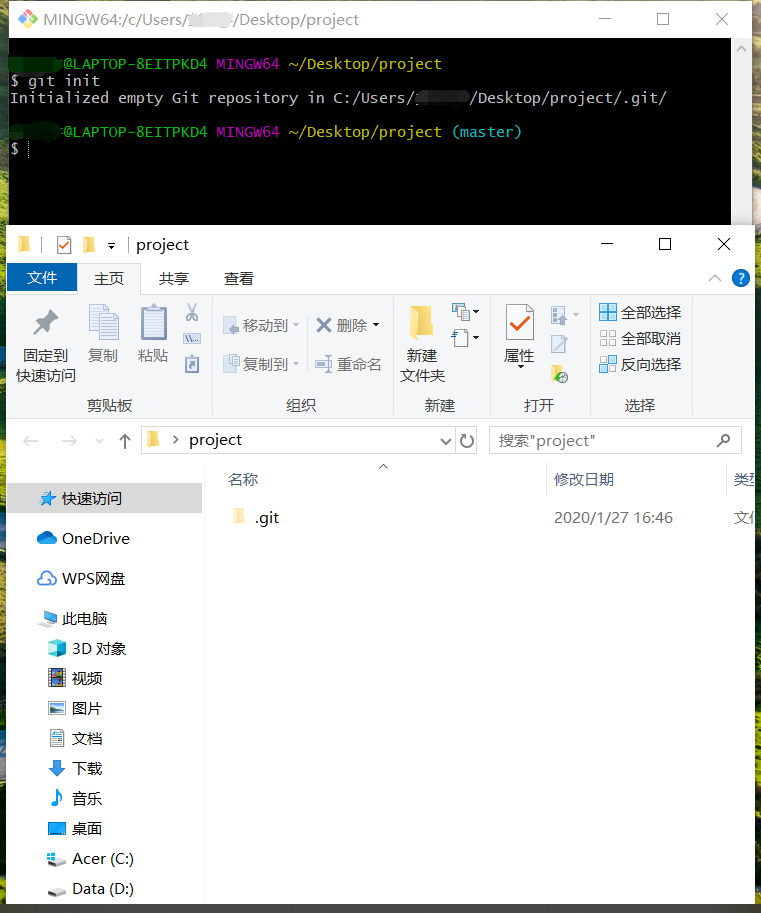 MINGW64:/c/Users/ /Desktop/project
@LAPTOP-8EITPKD4 MINGW64 ~/Desktop/project
$ git init
Initialized empty Git repository in C:/Users/ /Desktop/project/.git/
@LAPTOP-8EITPKD4 MINGW64 ~/Desktop/project (master)
$
project
文件 主页 共享 查看
固定到
快速访问
复制
粘贴
剪贴板
移动到
复制到
删除
重命名
组织
新建
文件夹
新建
属性
打开
全部选择
全部取消
反向选择
选择
project
搜索"project"
名称 修改日期 类型
.git 2020/1/27 16:46 文件
快速访问
OneDrive
WPS网盘
此电脑
3D 对象
视频
图片
文档
下载
音乐
桌面
Acer (C:)
Data (D:)